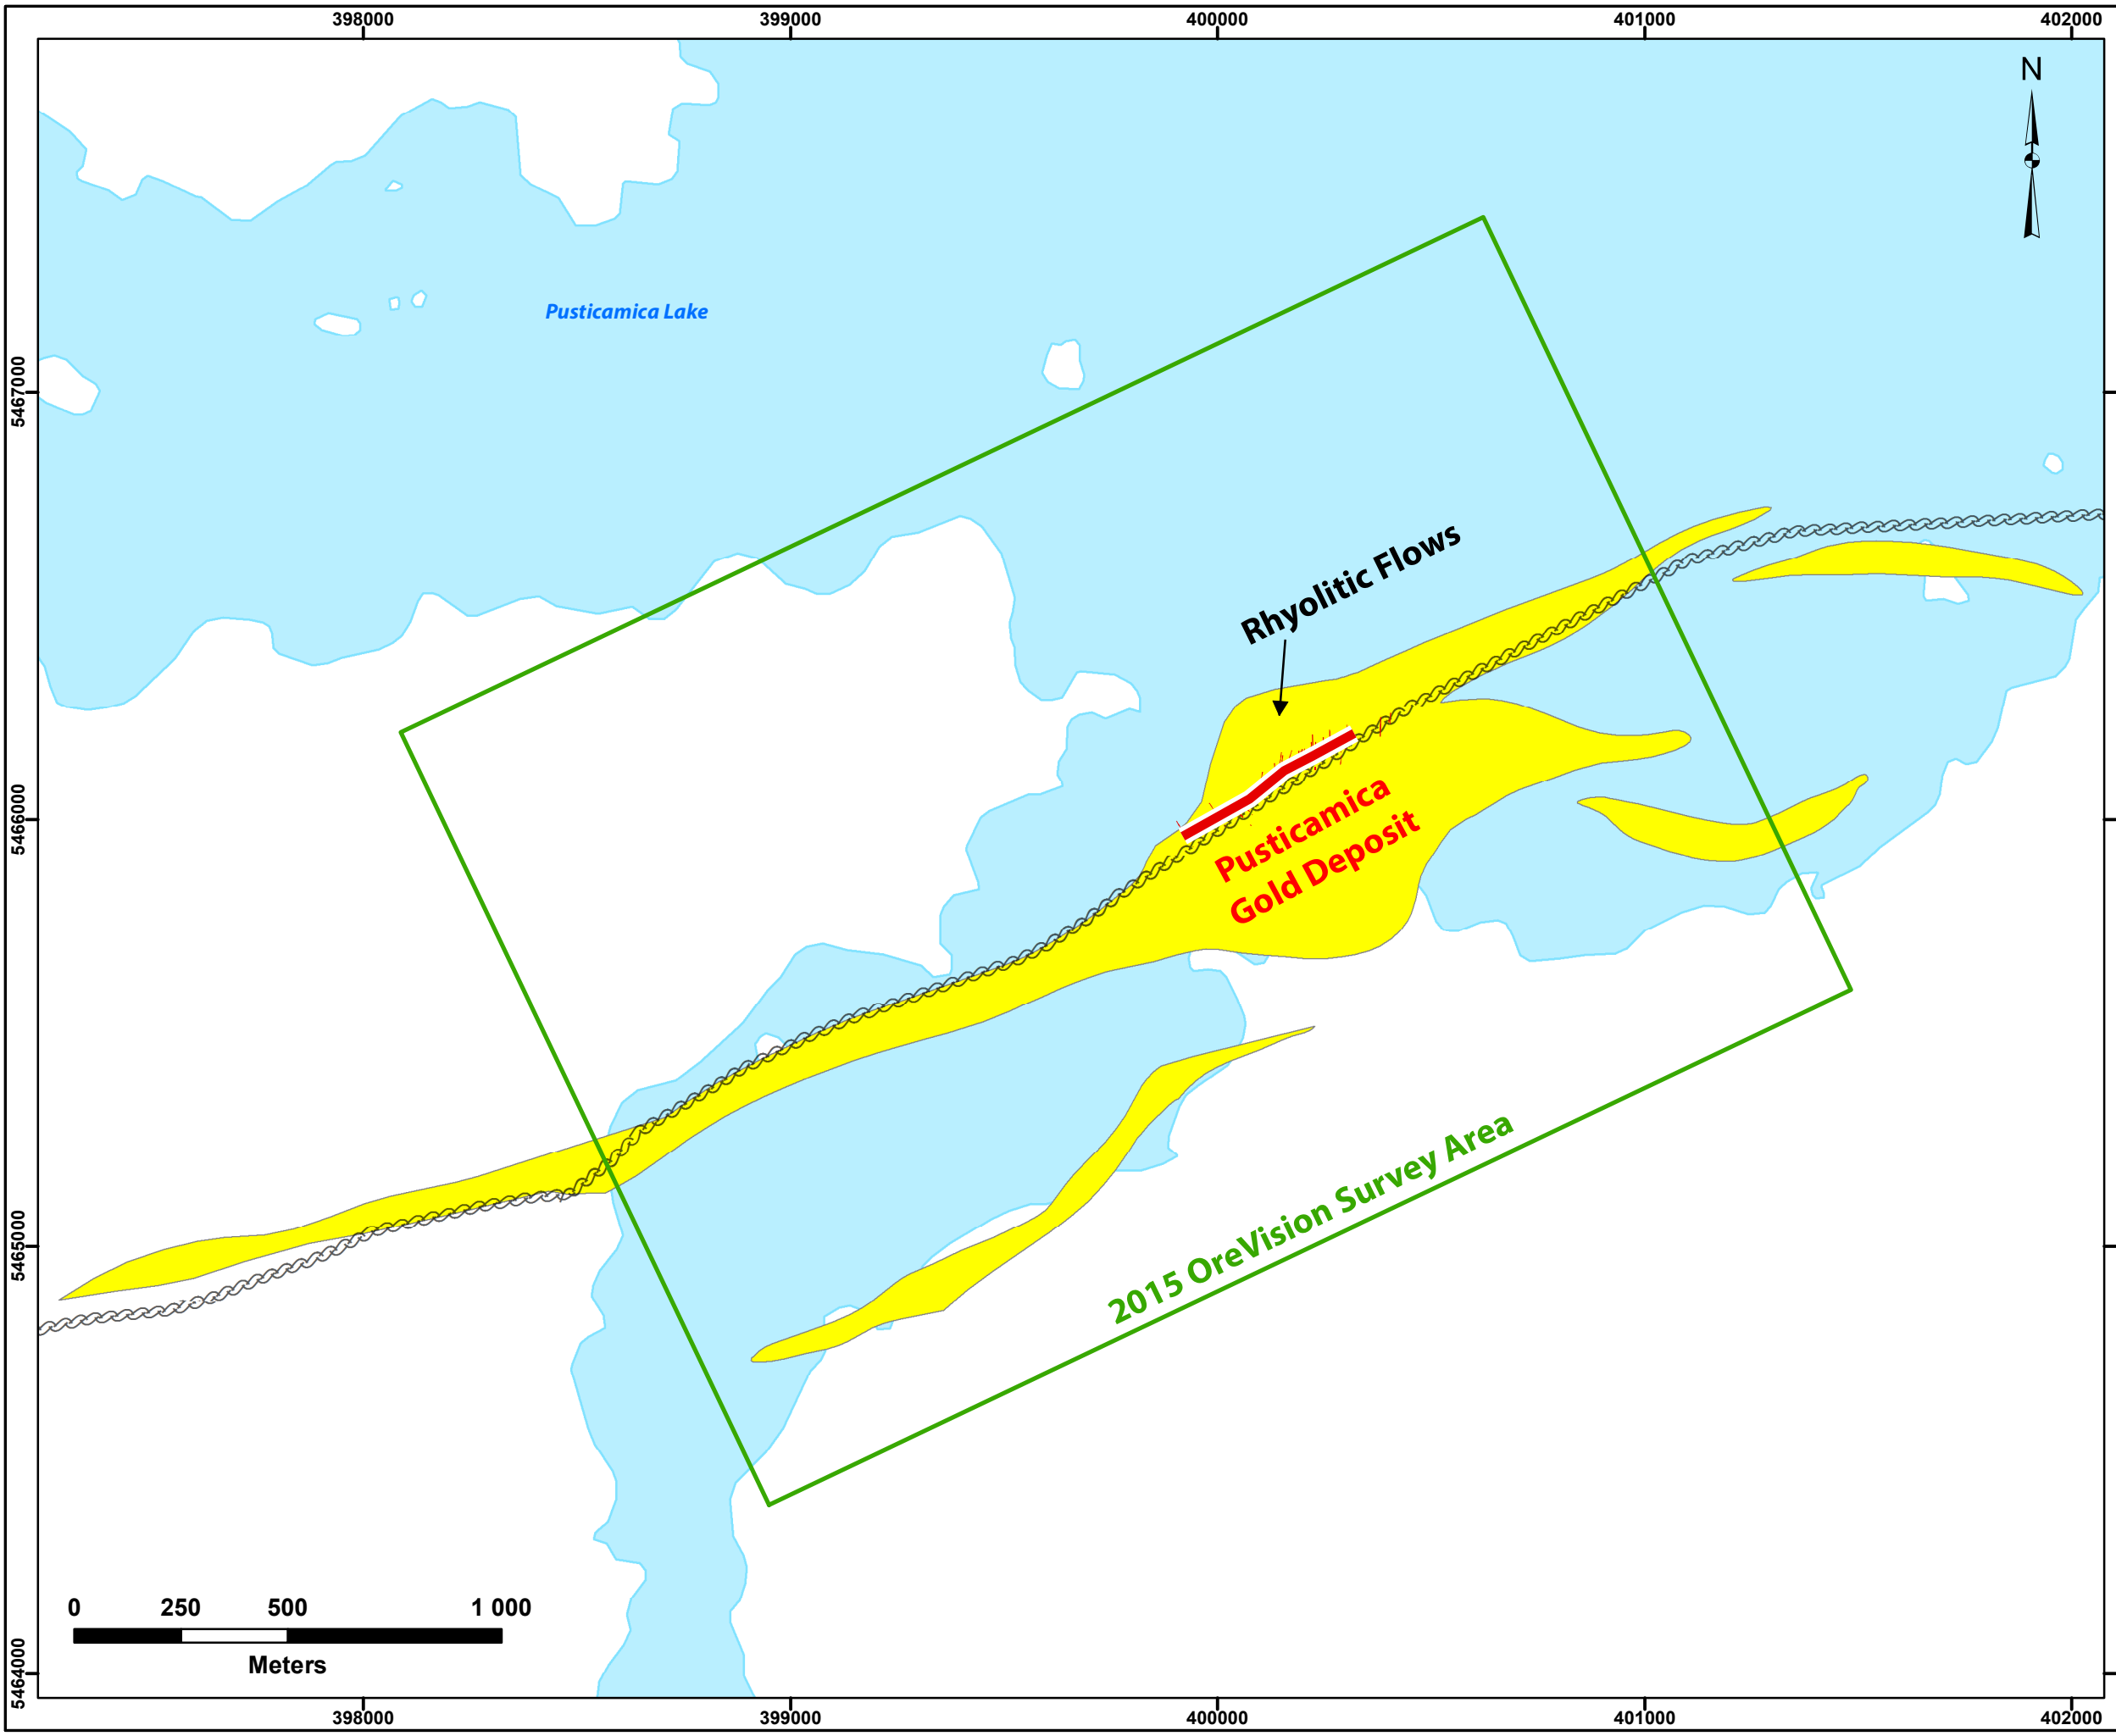 398000 399000 400000 401000 402000
N
Pusticamica Lake
5467000
Rhyolitic Flows
5466000
Pusticamica
Gold Deposit
2015 OreVision Survey Area
5465000
0 250 500 1 000
Meters
5464000
398000 399000 400000 401000 402000